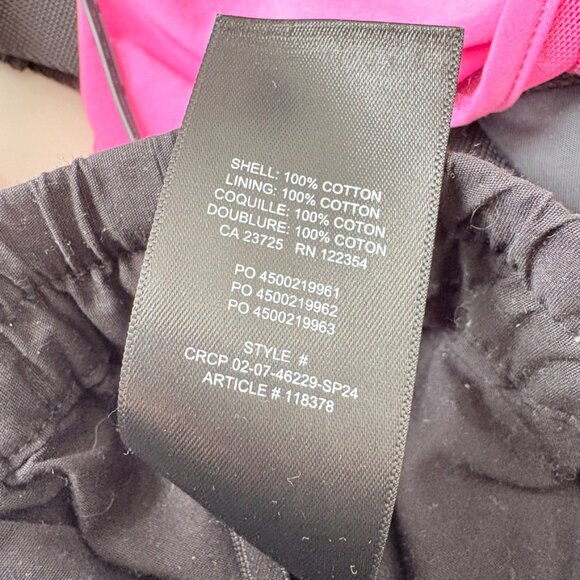 SHELL: 100% COTTON
LINING: 100% COTTON
COQUILLE: 100% COTON
DOUBLURE: 100% COTON
CA 23725 RN 122354
PO 4500219961
PO 4500219962
PO 4500219963
STYLE #
CRCP 02-07-46229-SP24
ARTICLE # 118378